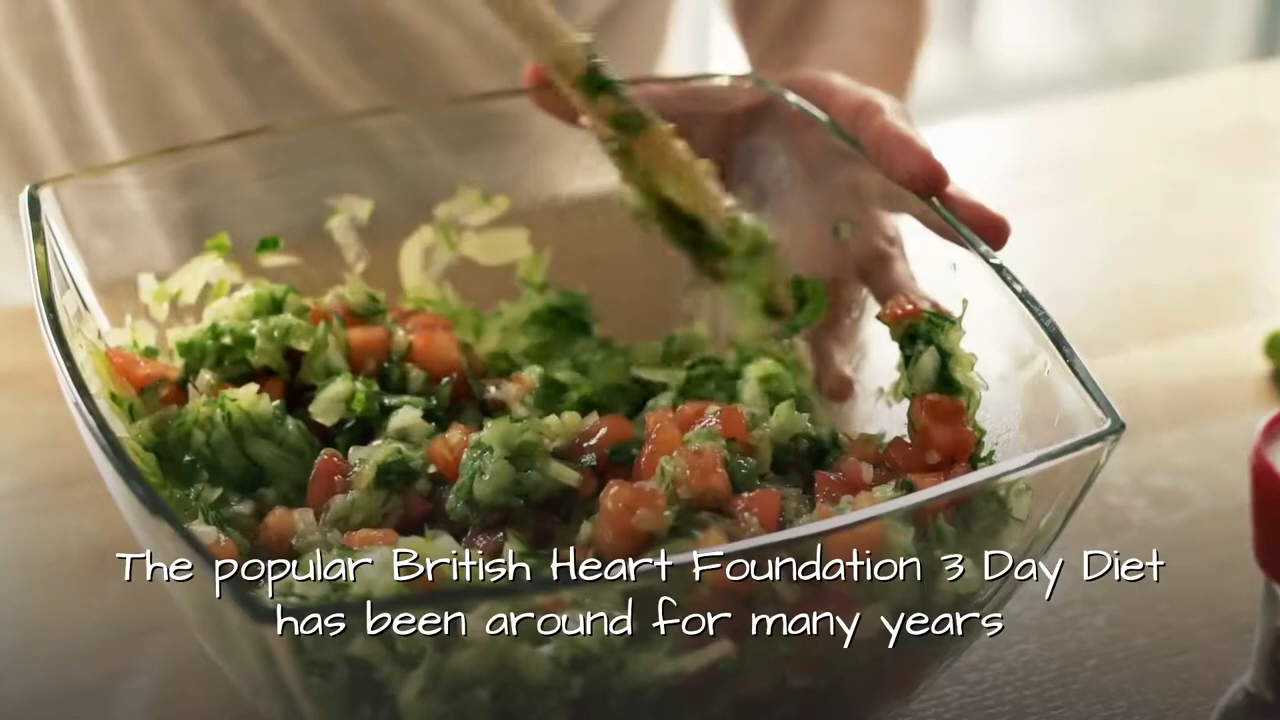 The popular British Heart Foundation 3 Day Diet
has been around for many years